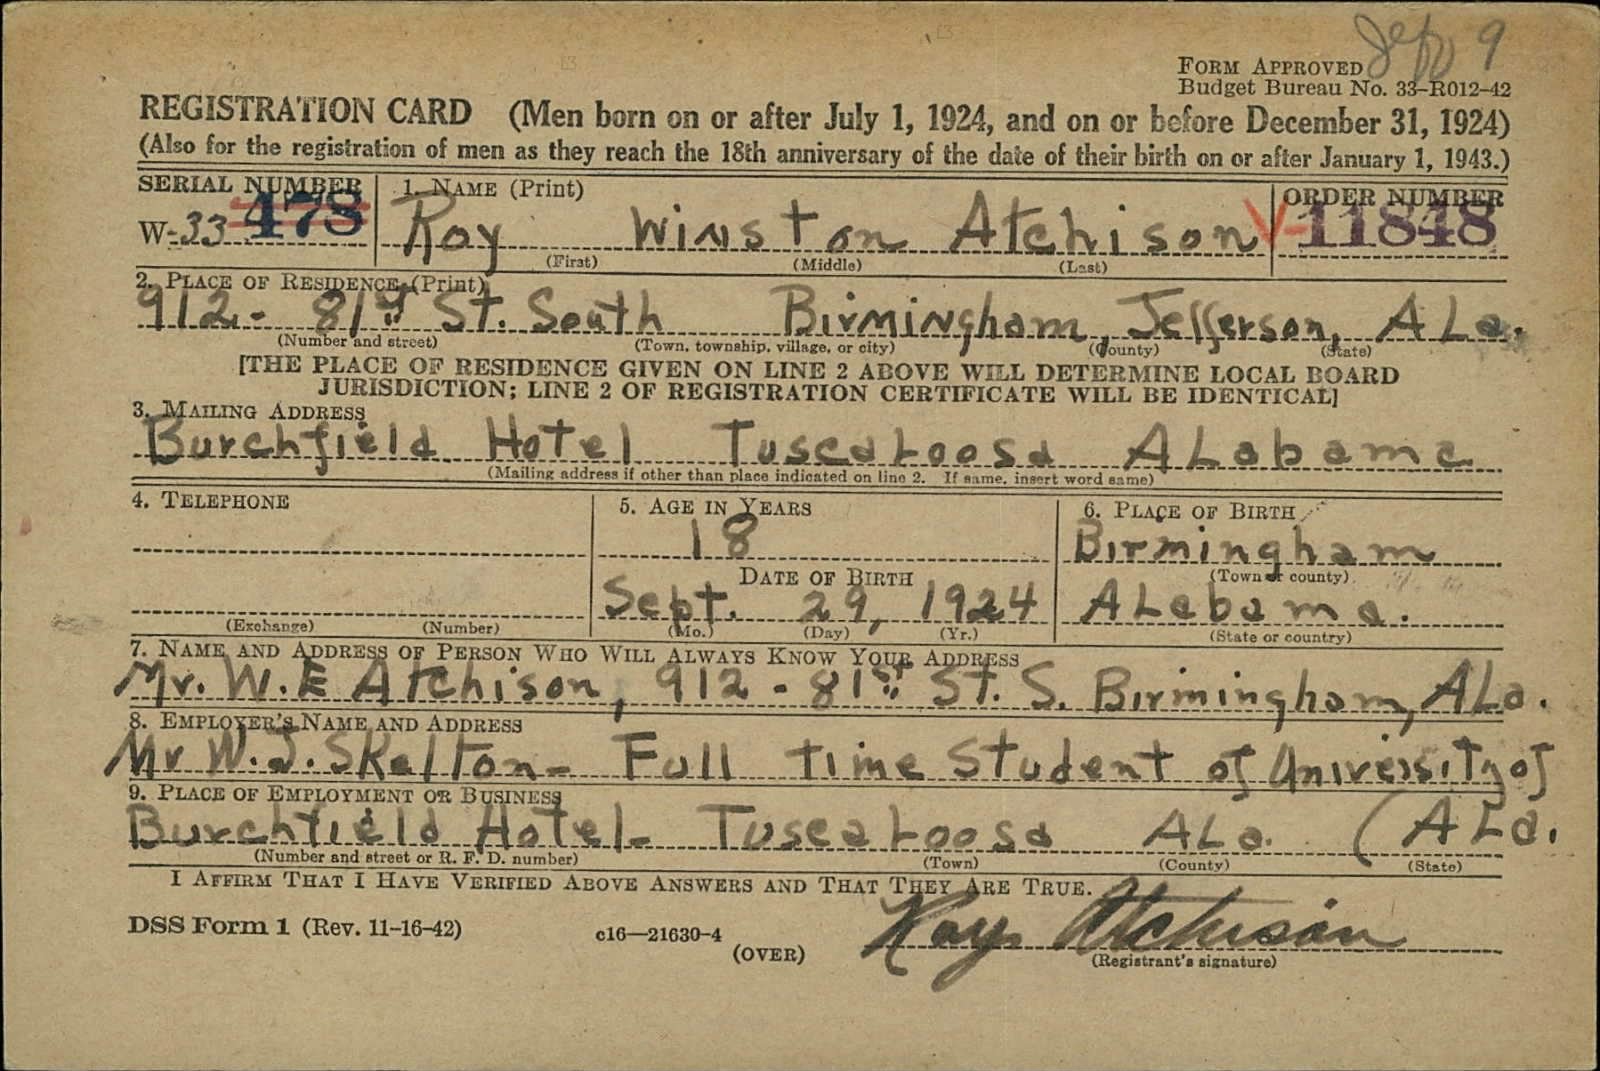 Jeff 9
FORM APPROVED
Budget Bureau No. 33-R012-42
REGISTRATION CARD (Men born on or after July 1, 1924, and on or before December 31, 1924)
(Also for the registration of men as they reach the 18th anniversary of the date of their birth on or after January 1, 1943.)
SERIAL NUMBER 1. NAME (Print) ORDER NUMBER
W-33 478 Roy Winston Atchison V-11848
(First) (Middle) (Last)
2. PLACE OF RESIDENCE (Print)
912 - 81st St. South Birmingham, Jefferson, ALa.
(Number and street) (Town, township, village, or city) (County) (State)
[THE PLACE OF RESIDENCE GIVEN ON LINE 2 ABOVE WILL DETERMINE LOCAL BOARD
JURISDICTION; LINE 2 OF REGISTRATION CERTIFICATE WILL BE IDENTICAL]
3. MAILING ADDRESS
Burchfield Hotel Tuscaloosa ALabama
(Mailing address if other than place indicated on line 2. If same, insert word same)
4. TELEPHONE 5. AGE IN YEARS 6. PLACE OF BIRTH
18 Birmingham
DATE OF BIRTH (Town or county)
Sept. 29, 1924 ALabama.
(Exchange) (Number) (Mo.) (Day) (Yr.) (State or country)
7. NAME AND ADDRESS OF PERSON WHO WILL ALWAYS KNOW YOUR ADDRESS
Mr. W.E Atchison, 912 - 81st St. S. Birmingham, ALa.
8. EMPLOYER'S NAME AND ADDRESS
Mr W.J. Skelton - Full time Student of University of
9. PLACE OF EMPLOYMENT OR BUSINESS
Burchfield Hotel - Tuscaloosa ALa. (ALa.
(Number and street or R. F. D. number) (Town) (County) (State)
I AFFIRM THAT I HAVE VERIFIED ABOVE ANSWERS AND THAT THEY ARE TRUE.
DSS Form 1 (Rev. 11-16-42) c16—21630-4 (OVER) Roy Atchison
(Registrant's signature)